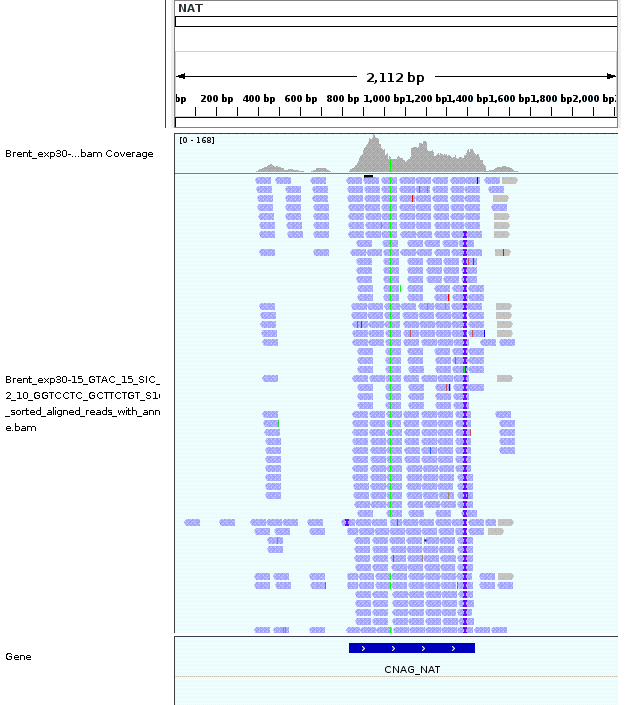 NAT
2,112 bp
bp 200 bp 400 bp 600 bp 800 bp 1,000 bp 1,200 bp 1,400 bp 1,600 bp 1,800 bp 2,000 bp
[0 - 168]
Brent_exp30-...bam Coverage
Brent_exp30-15_GTAC_15_SIC_
2_10_GGTCCTC_GCTTCTGT_S1
_sorted_aligned_reads_with_ann
e.bam
Gene
CNAG_NAT